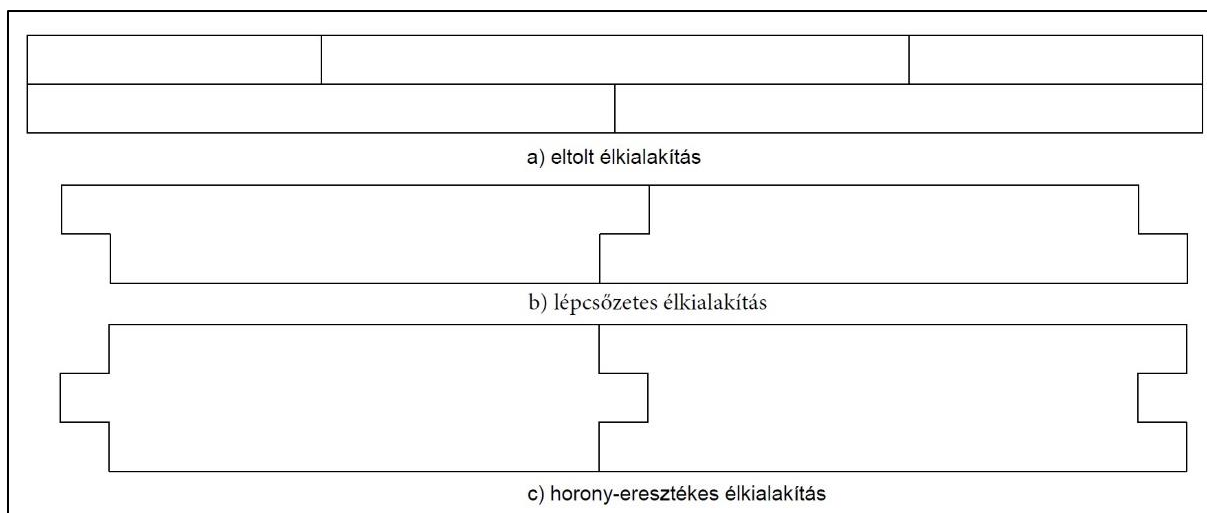 a) eltolt élkialakítás
b) lépcsőzetes élkialakítás
c) horony-eresztékes élkialakítás